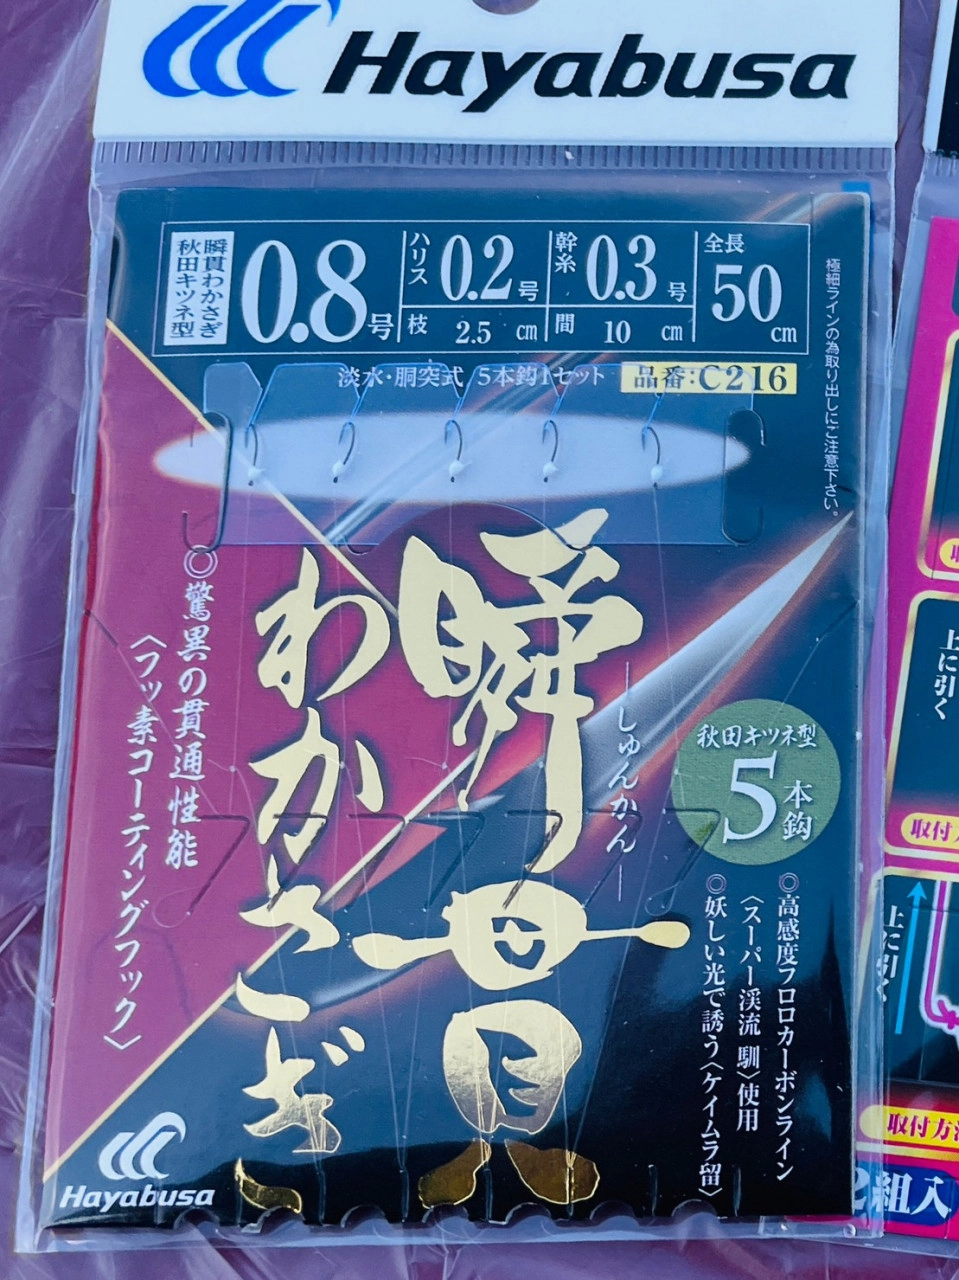 Hayabusa
瞬貫わかさぎ
秋田キツネ型
0.8号
ハリス 0.2号
枝 2.5 cm
幹糸 0.3号
間 10 cm
全長 50cm
淡水・胴突式 5本鈎1セット
品番:C216
極細ラインの為取り出しにご注意下さい。
瞬貫
―しゅんかん―
わかさぎ
◎驚異の貫通性能
〈フッ素コーティングフック〉
秋田キツネ型
5本鈎
◎高感度フロロカーボンライン
〈スーパー渓流 馴〉使用
◎妖しい光で誘う〈ケイムラ留〉
Hayabusa
上に引く
取付方
上に引く
取付方法
2組入